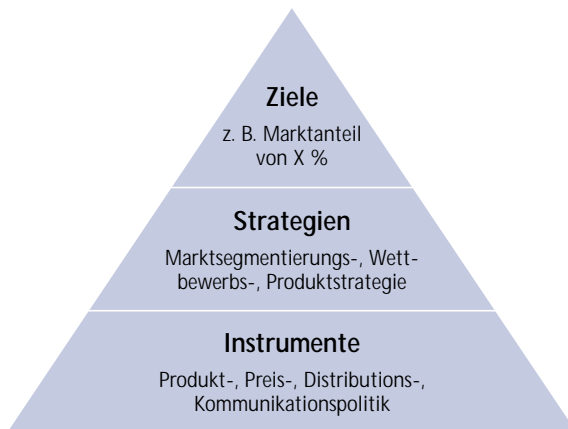 Ziele
z. B. Marktanteil
von X %
Strategien
Marktsegmentierungs-, Wett-
bewerbs-, Produktstrategie
Instrumente
Produkt-, Preis-, Distributions-,
Kommunikationspolitik